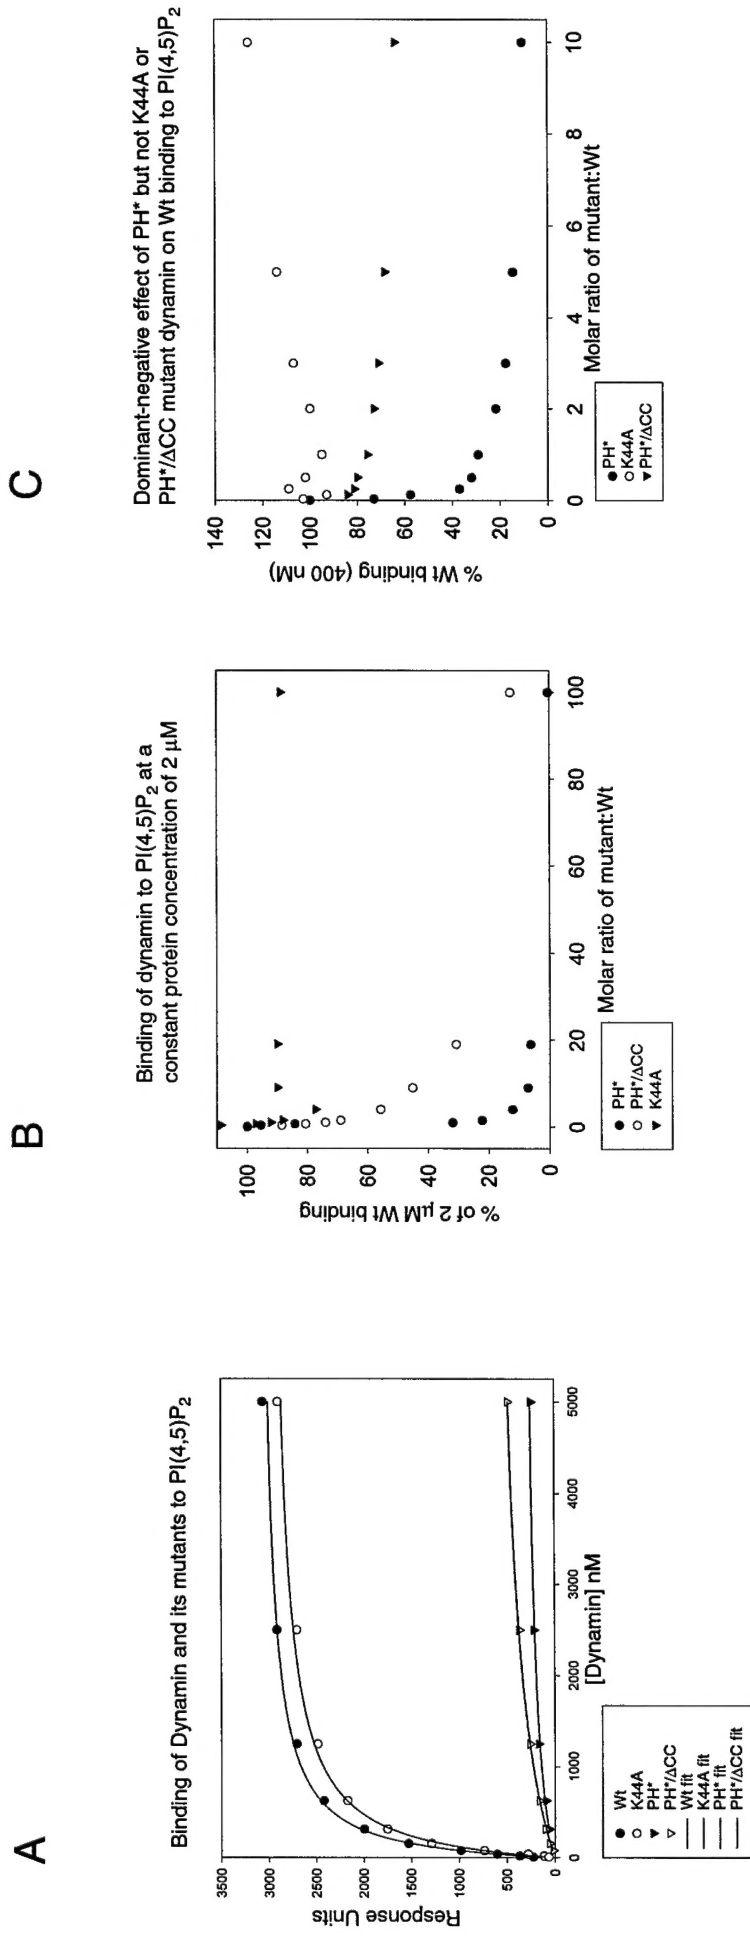 A
Binding of Dynamin and its mutants to PI(4,5)P2
Response Units
3500
3000
2500
2000
1500
1000
500
0
0
1000
2000
3000
4000
5000
[Dynamin] nM
Wt
K44A
PH*
PH*/ΔCC
Wt fit
K44A fit
PH* fit
PH*/ΔCC fit
B
Binding of dynamin to PI(4,5)P2 at a
constant protein concentration of 2 μM
% of 2 μM Wt binding
100
80
60
40
20
0
0
20
40
60
80
100
Molar ratio of mutant:Wt
PH*
PH*/ΔCC
K44A
C
Dominant-negative effect of PH* but not K44A or
PH*/ΔCC mutant dynamin on Wt binding to PI(4,5)P2
% Wt binding (400 nM)
140
120
100
80
60
40
20
0
0
2
4
6
8
10
Molar ratio of mutant:Wt
PH*
K44A
PH*/ΔCC